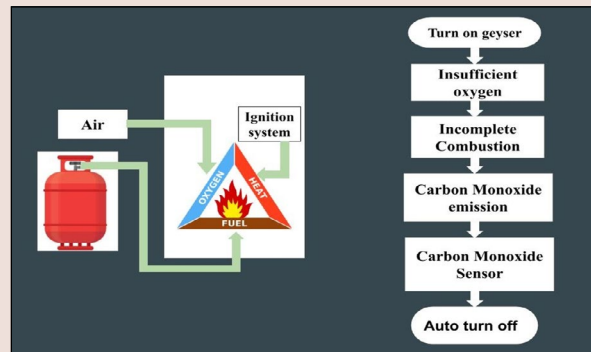 Air
Ignition
system
OXYGEN
HEAT
FUEL
Turn on geyser
Insufficient
oxygen
Incomplete
Combustion
Carbon Monoxide
emission
Carbon Monoxide
Sensor
Auto turn off